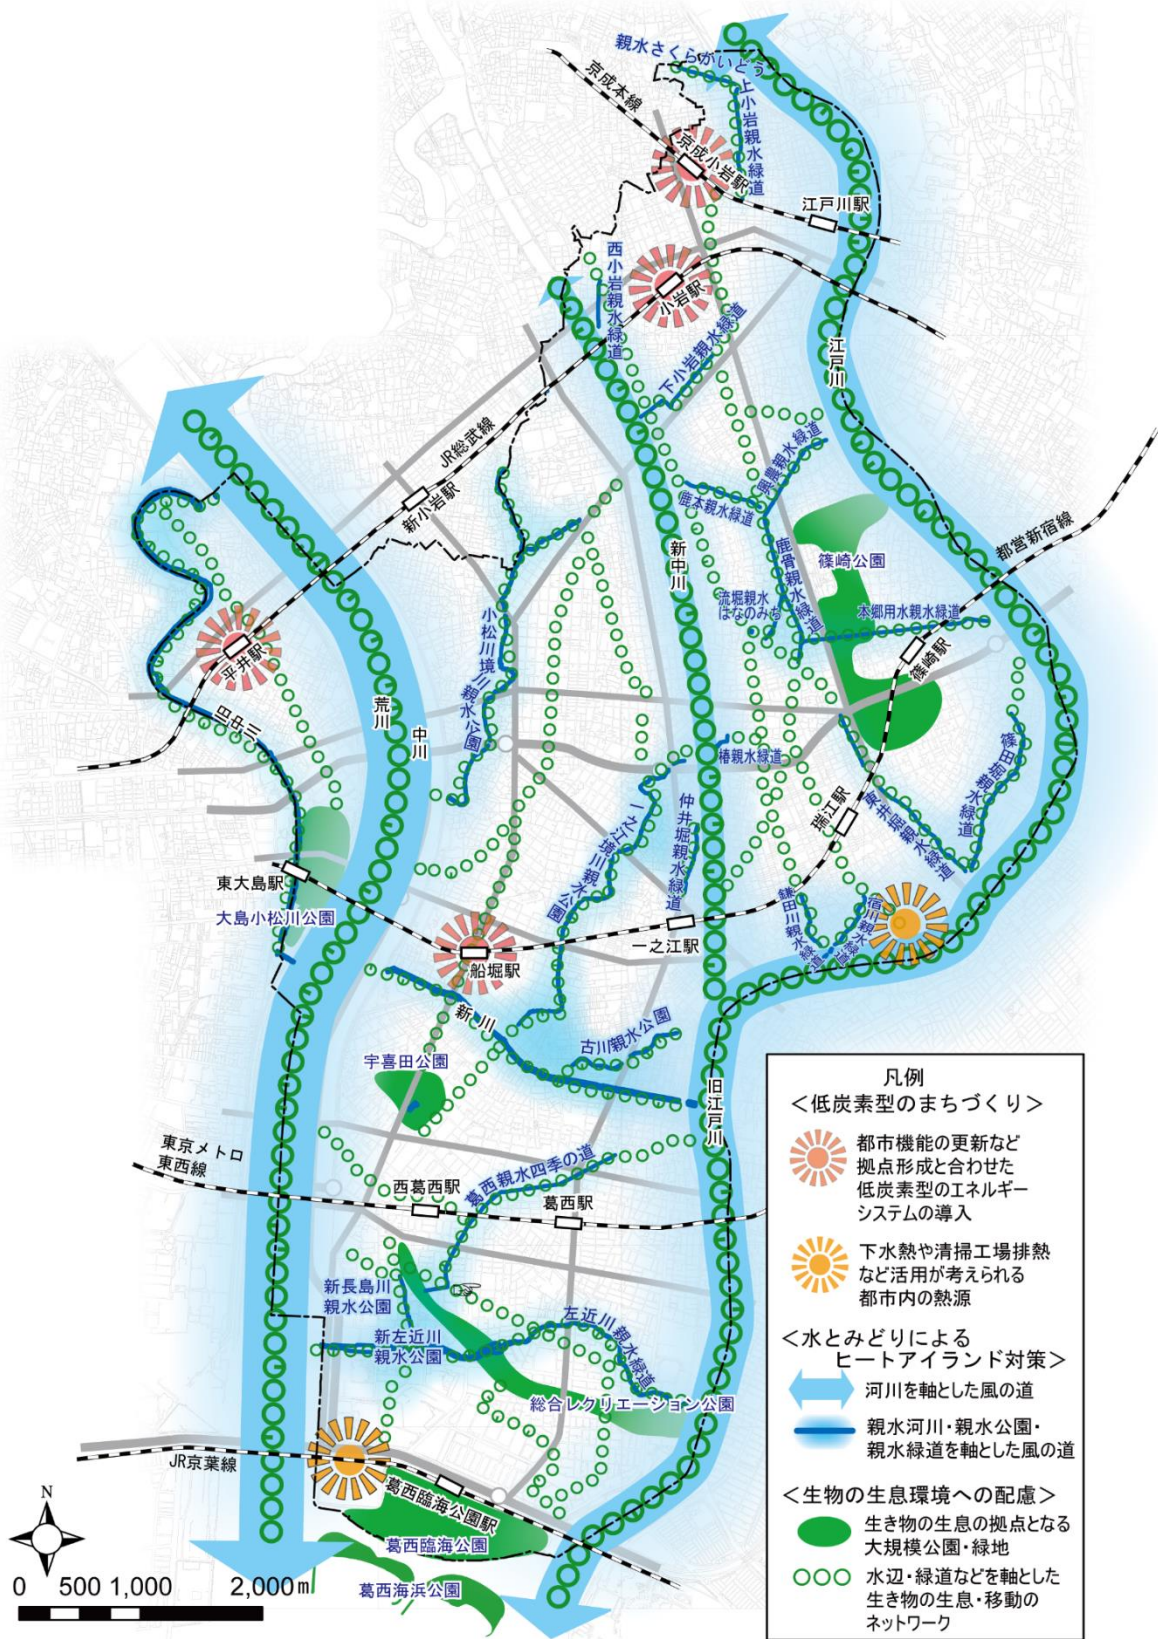 親水さくらかいどう
京成本線
上小岩親水緑道
京成小岩駅
江戸川駅
西小岩親水緑道
小岩駅
下小岩親水緑道
江戸川
JR総武線
新小岩駅
興農親水緑道
鹿本親水緑道
新中川
鹿骨親水緑道
篠崎公園
都営新宿線
流堀親水
はなのみち
本郷用水親水緑道
篠崎駅
小松川境川親水公園
平井駅
旧中川
荒川
中川
椿親水緑道
篠田堀親水緑道
一之江境川親水公園
仲井堀親水緑道
瑞江駅
東井堀親水緑道
東大島駅
大島小松川公園
鎌田川親水緑道
宿川親水緑道
船堀駅
一之江駅
新川
古川親水公園
宇喜田公園
旧江戸川
東京メトロ
東西線
西葛西駅
葛西親水四季の道
葛西駅
新長島川
親水公園
新左近川
親水公園
左近川親水緑道
総合レクリエーション公園
JR京葉線
葛西臨海公園駅
葛西臨海公園
葛西海浜公園
N
0 500 1,000 2,000m
凡例
＜低炭素型のまちづくり＞
都市機能の更新など
拠点形成と合わせた
低炭素型のエネルギー
システムの導入
下水熱や清掃工場排熱
など活用が考えられる
都市内の熱源
＜水とみどりによる
ヒートアイランド対策＞
河川を軸とした風の道
親水河川・親水公園・
親水緑道を軸とした風の道
＜生物の生息環境への配慮＞
生き物の生息の拠点となる
大規模公園・緑地
水辺・緑道などを軸とした
生き物の生息・移動の
ネットワーク